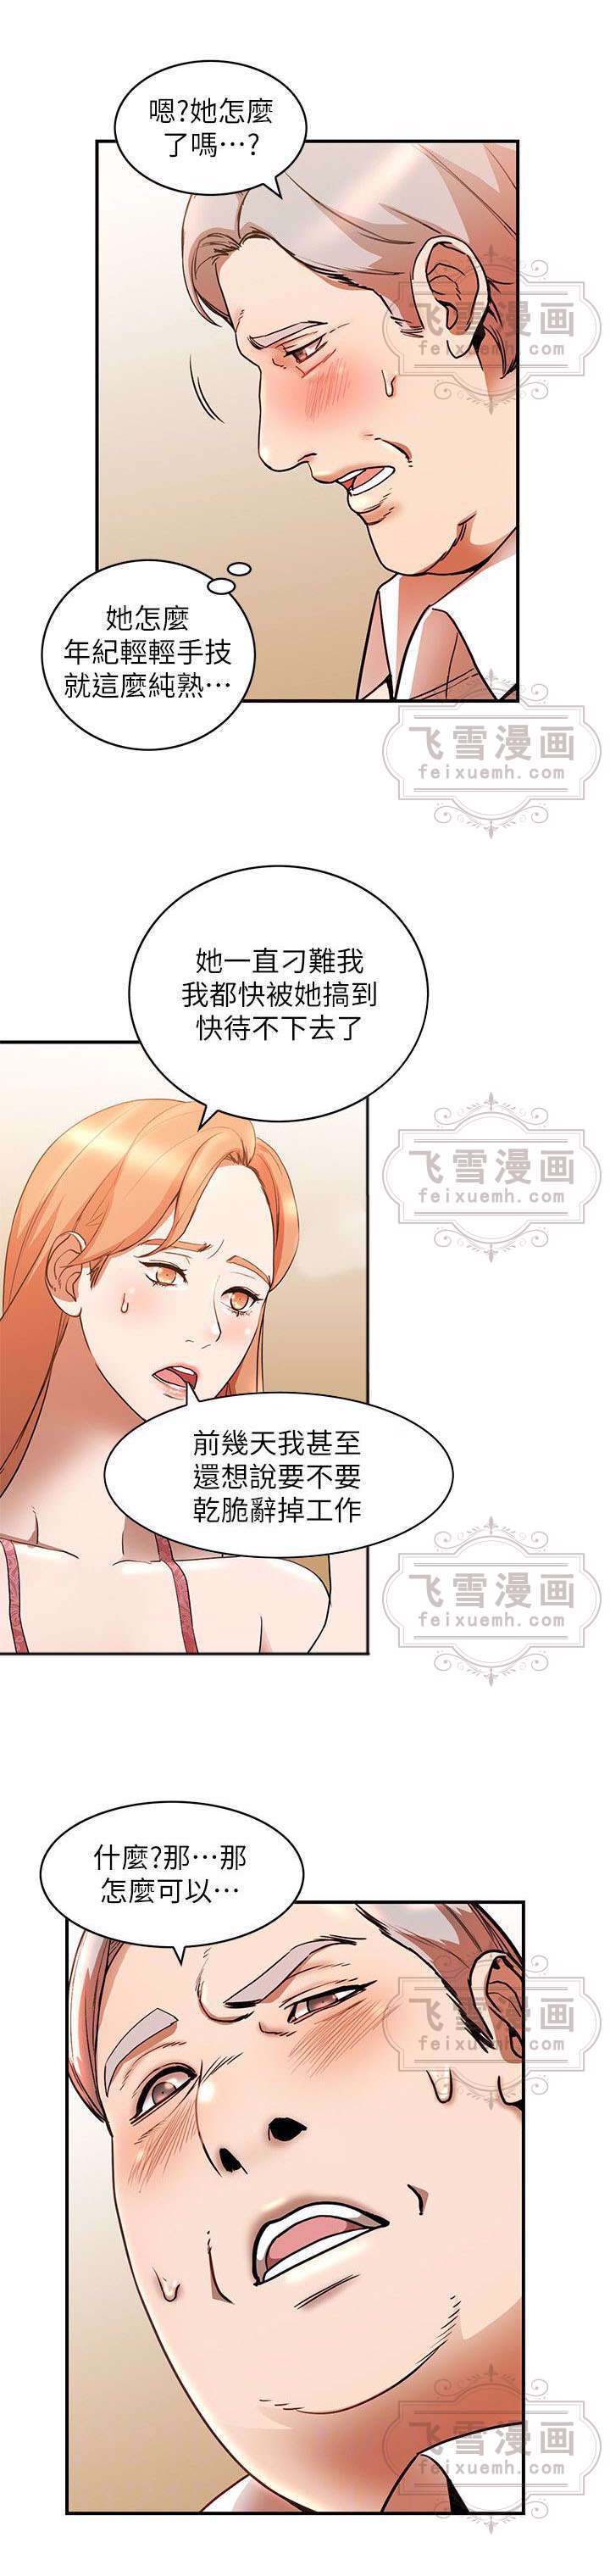 嗯?她怎麼
了嗎…?
飞雪漫画
feixuemh.com
她怎麼
年紀輕輕手技
就這麼純熟…
飞雪漫画
feixuemh.com
她一直刁難我
我都快被她搞到
快待不下去了
飞雪漫画
feixuemh.com
前幾天我甚至
還想說要不要
乾脆辭掉工作
飞雪漫画
feixuemh.com
什麼?那…那
怎麼可以…
飞雪漫画
feixuemh.com
飞雪漫画
feixuemh.com